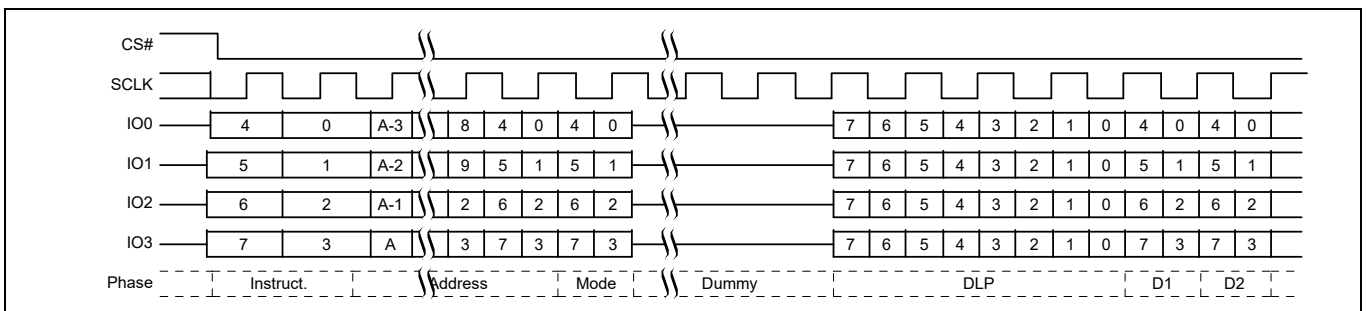 CS#
SCLK
IO0 4 0 A-3 8 4 0 4 0 7 6 5 4 3 2 1 0 4 0 4 0
IO1 5 1 A-2 9 5 1 5 1 7 6 5 4 3 2 1 0 5 1 5 1
IO2 6 2 A-1 2 6 2 6 2 7 6 5 4 3 2 1 0 6 2 6 2
IO3 7 3 A 3 7 3 7 3 7 6 5 4 3 2 1 0 7 3 7 3
Phase Instruct. Address Mode Dummy DLP D1 D2